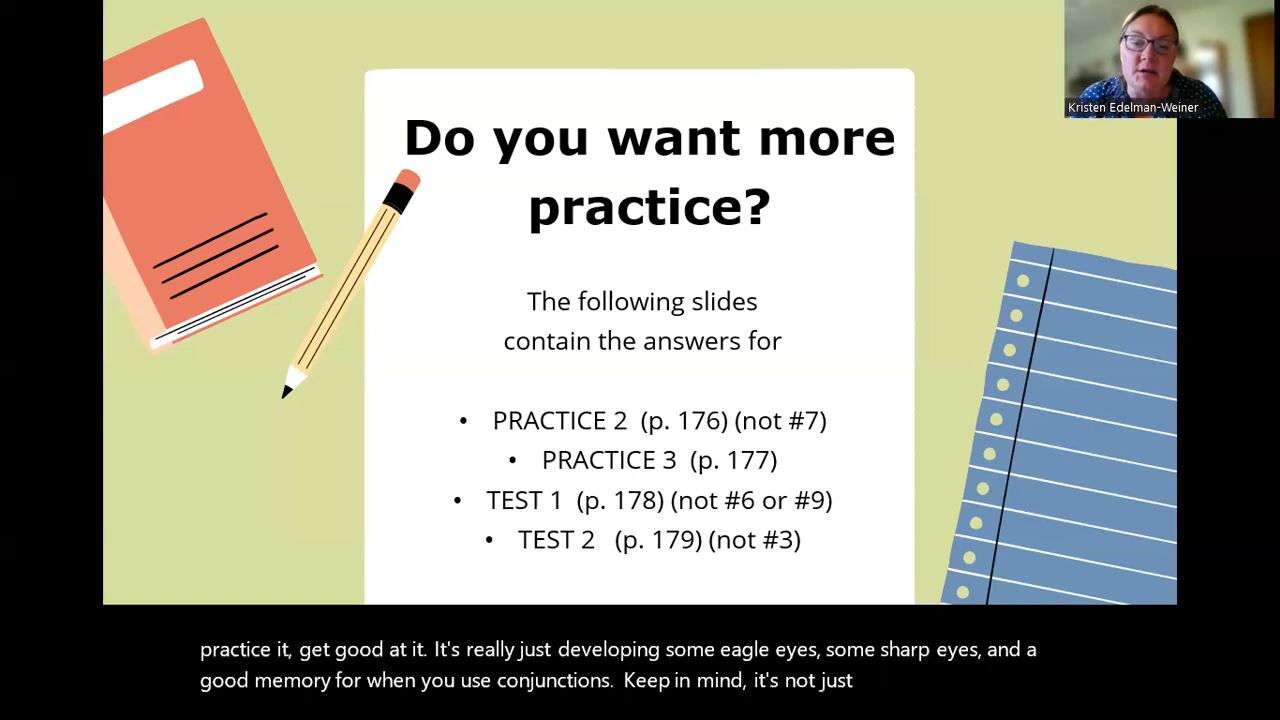 Do you want more
practice?
Kristen Edelman-Weiner
The following slides
contain the answers for
• PRACTICE 2 (p. 176) (not #7)
• PRACTICE 3 (p. 177)
• TEST 1 (p. 178) (not #6 or #9)
• TEST 2 (p. 179) (not #3)
practice it, get good at it. It's really just developing some eagle eyes, some sharp eyes, and a
good memory for when you use conjunctions. Keep in mind, it's not just